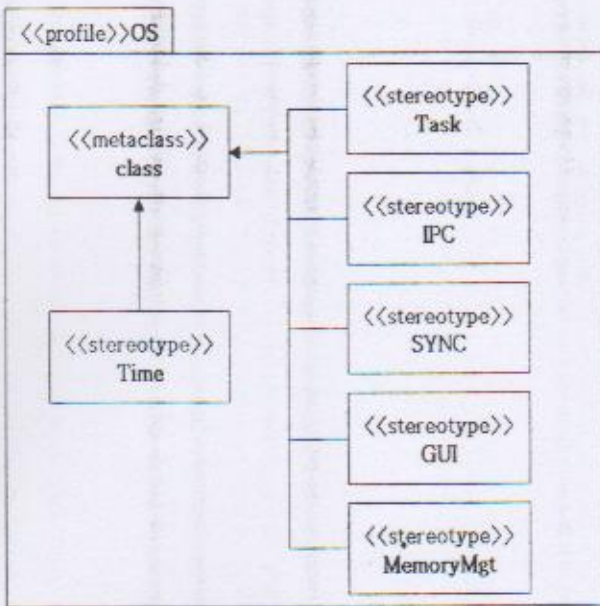 <<profile>>OS
<<metaclass>>
class
<<stereotype>>
Time
<<stereotype>>
Task
<<stereotype>>
IPC
<<stereotype>>
SYNC
<<stereotype>>
GUI
<<stereotype>>
MemoryMgt